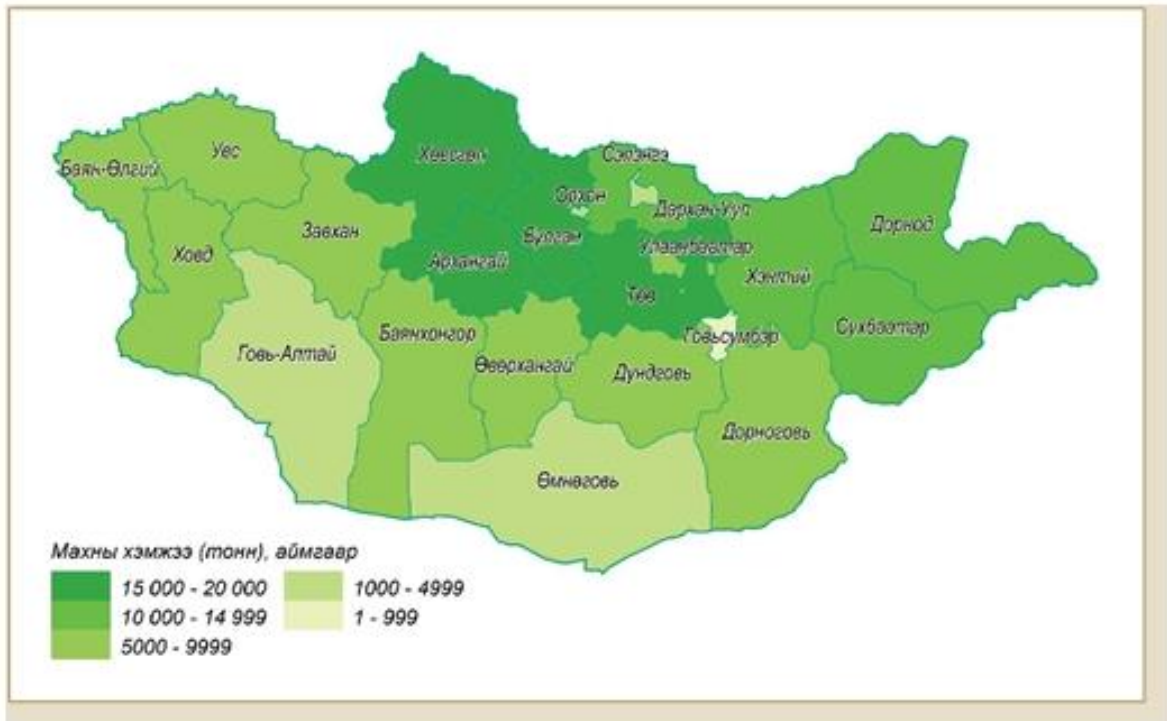 Хөвсгөл
Увс
Баян-Өлгий
Сэлэнгэ
Орхон
Дархан-Уул
Завхан
Ховд
Булган
Архангай
Улаанбаатар
Дорнод
Хэнтий
Төв
Говь-Алтай
Баянхонгор
Өвөрхангай
Говьсүмбэр
Сүхбаатар
Дундговь
Дорноговь
Өмнөговь
Махны хэмжээ (тонн), аймгаар
15 000 - 20 000
10 000 - 14 999
5000 - 9999
1000 - 4999
1 - 999